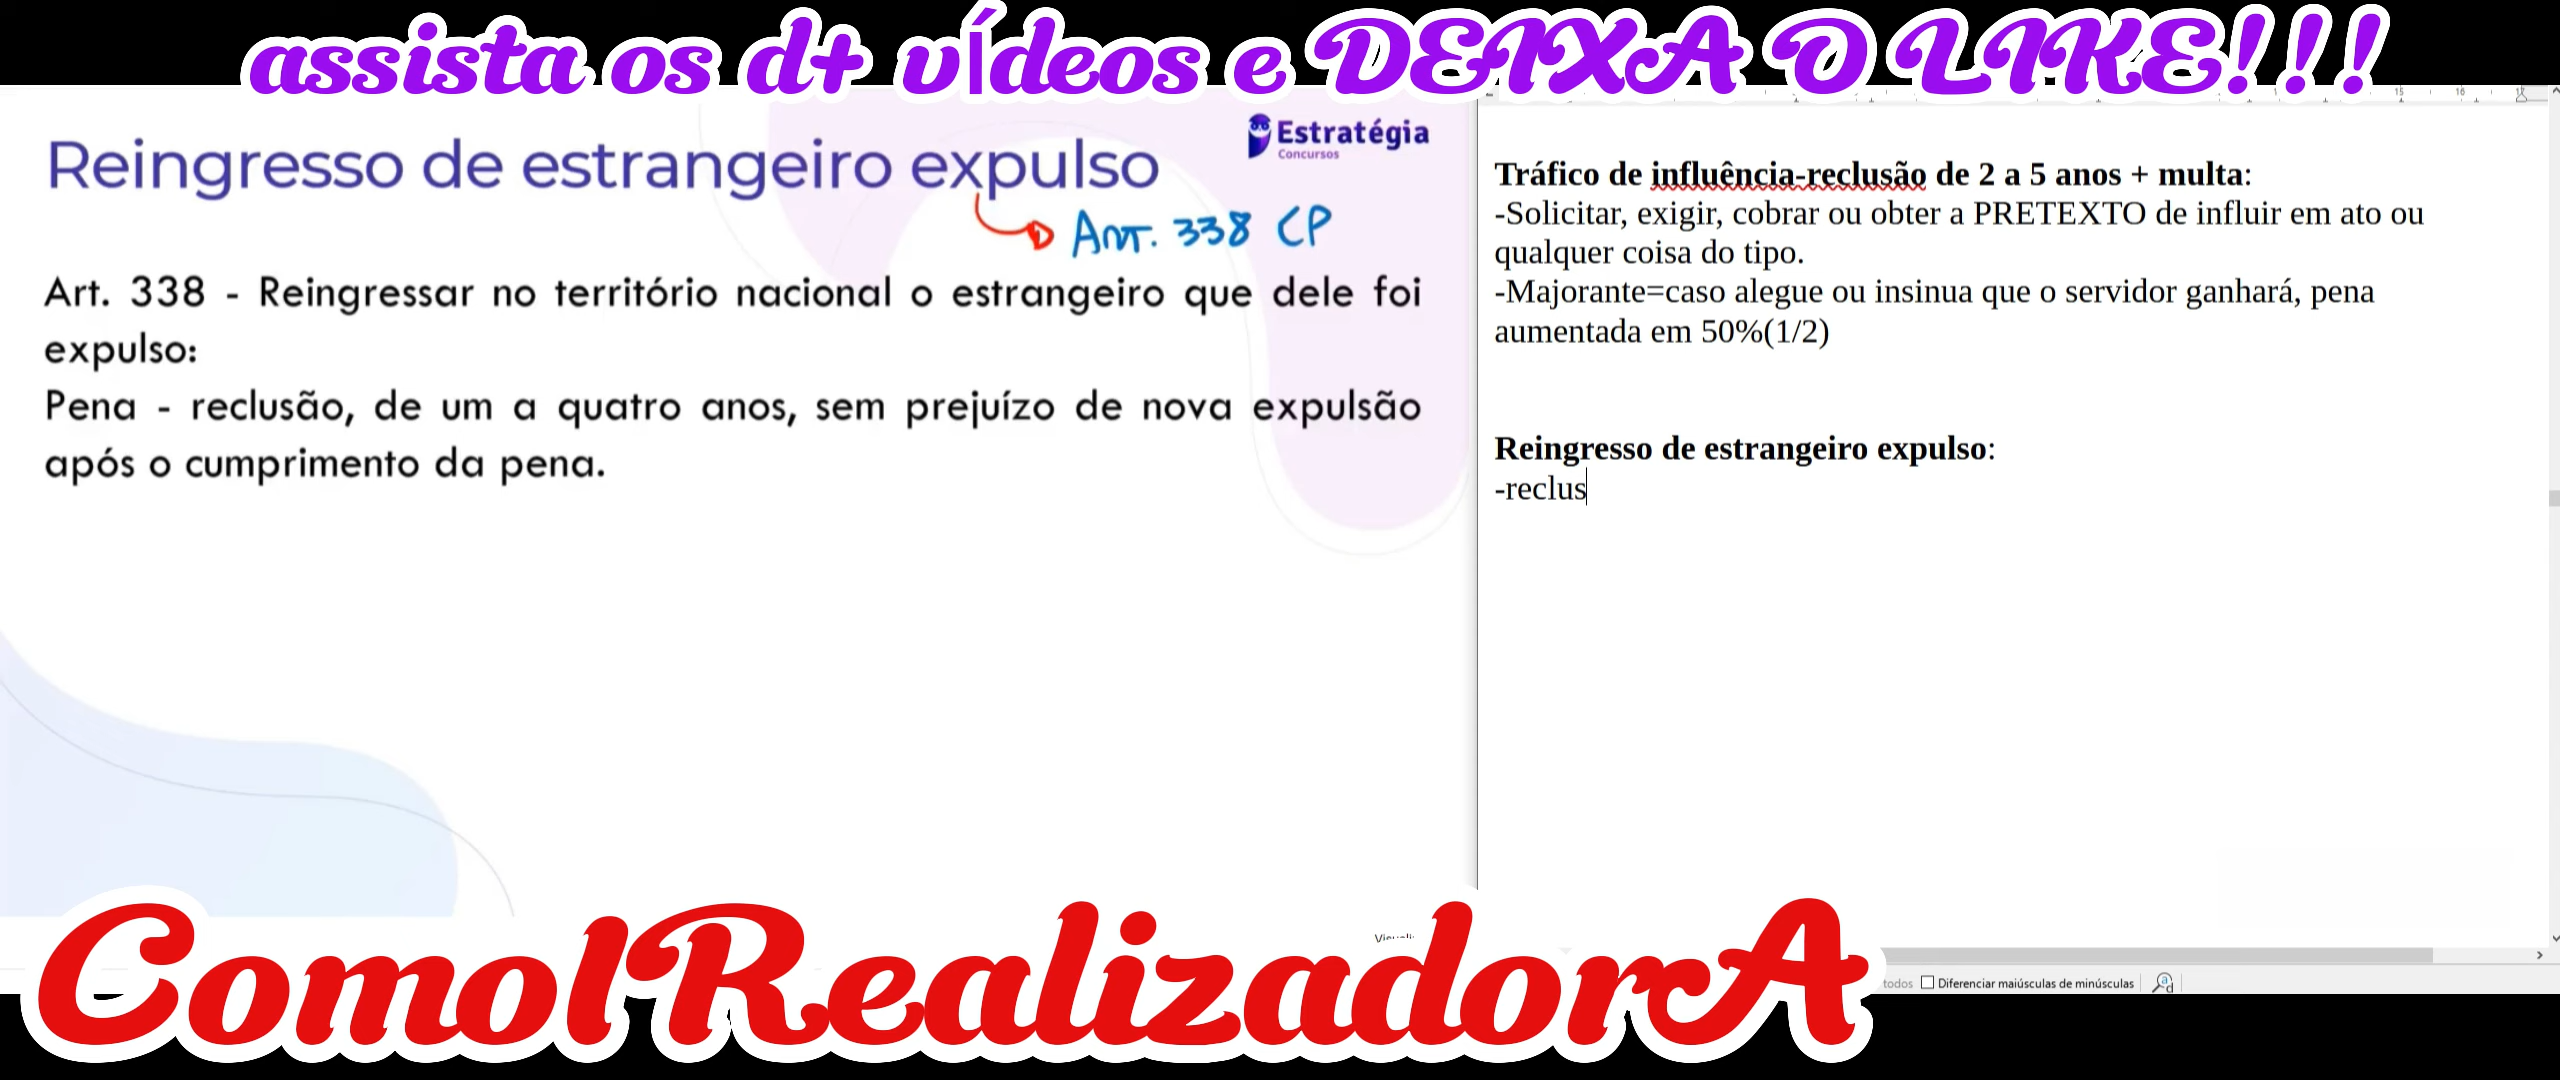 assista os d+ vÍdeos e DEIXA O LIKE!!!
Reingresso de estrangeiro expulso
Estratégia
Concursos
Art. 338 CP
Art. 338 - Reingressar no território nacional o estrangeiro que dele foi
expulso:
Pena - reclusão, de um a quatro anos, sem prejuízo de nova expulsão
após o cumprimento da pena.
15 16
Tráfico de influência-reclusão de 2 a 5 anos + multa:
-Solicitar, exigir, cobrar ou obter a PRETEXTO de influir em ato ou
qualquer coisa do tipo.
-Majorante=caso alegue ou insinua que o servidor ganhará, pena
aumentada em 50%(1/2)
Reingresso de estrangeiro expulso:
-reclus
todos Diferenciar maiúsculas de minúsculas
ComolRealizadorA